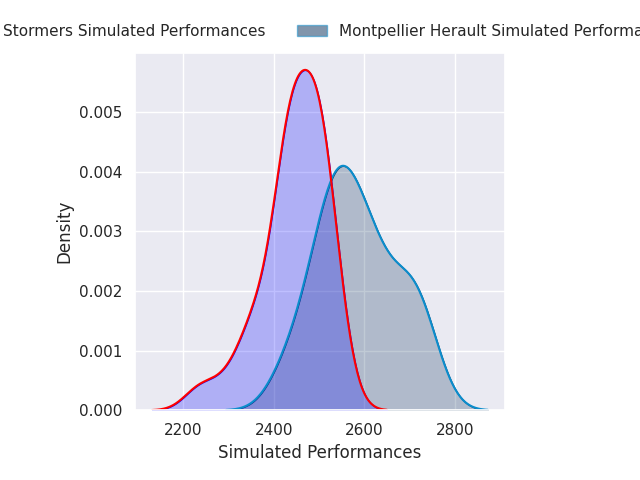 Stormers Simulated Performances
Montpellier Herault Simulated Performa
0.005
0.004
0.003
0.002
0.001
0.000
Density
2200
2400
2600
2800
Simulated Performances